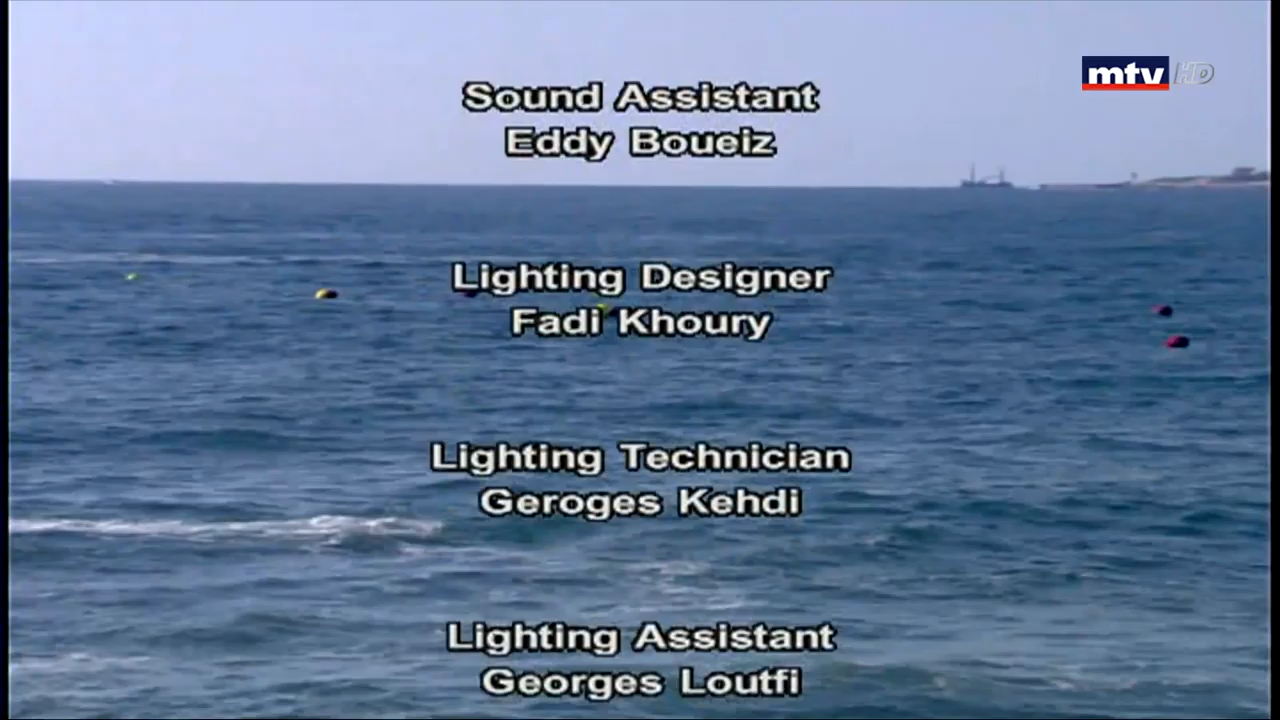 mtv HD
Sound Assistant
Eddy Boueiz
Lighting Designer
Fadi Khoury
Lighting Technician
Geroges Kehdi
Lighting Assistant
Georges Loutfi